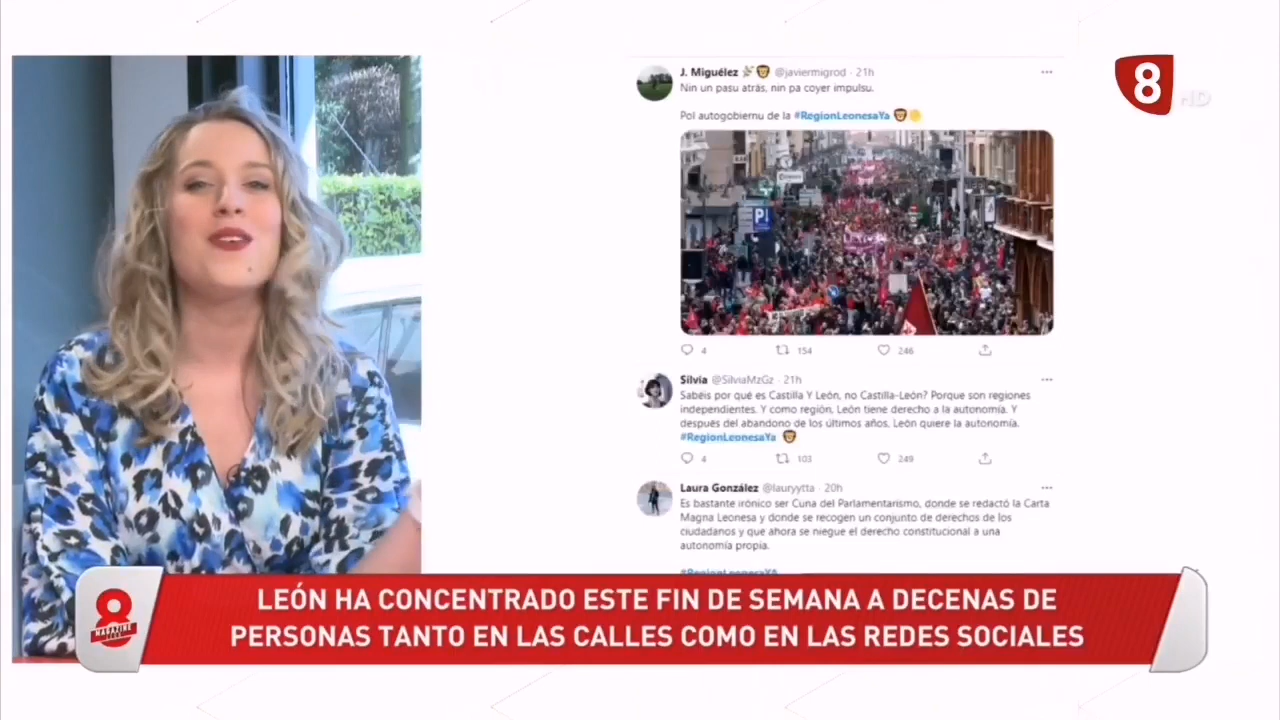 8
HD
J. Miguélez @javiermigrod · 21h
Nin un pasu atrás, nin pa coyer impulsu.
Pol autogobiernu de la #RegionLeonesaYa
P
4 154 246
Silvia @SilviaMzGz · 21h
Sabéis por qué es Castilla Y León, no Castilla-León? Porque son regiones
independientes. Y como región, León tiene derecho a la autonomía. Y
después del abandono de los últimos años, León quiere la autonomía.
#RegionLeonesaYa
4 103 249
Laura González @lauryytta · 20h
Es bastante irónico ser Cuna del Parlamentarismo, donde se redactó la Carta
Magna Leonesa y donde se recogen un conjunto de derechos de los
ciudadanos y que ahora se niegue el derecho constitucional a una
autonomía propia.
#RegionLeonesaYA
8
MAGAZINE
LEÓN HA CONCENTRADO ESTE FIN DE SEMANA A DECENAS DE
PERSONAS TANTO EN LAS CALLES COMO EN LAS REDES SOCIALES